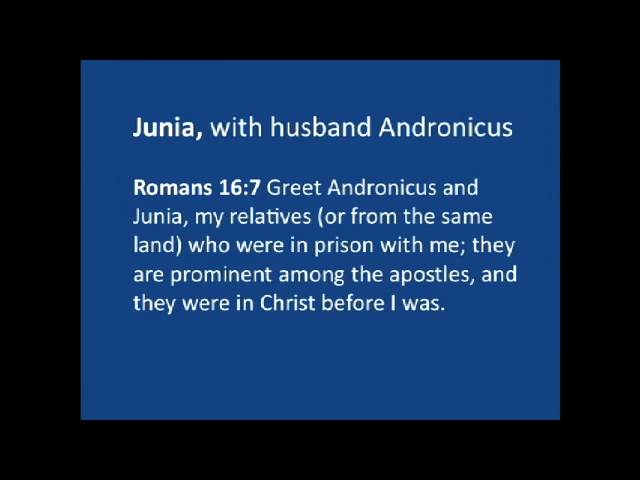 Junia, with husband Andronicus
Romans 16:7 Greet Andronicus and
Junia, my relatives (or from the same
land) who were in prison with me; they
are prominent among the apostles, and
they were in Christ before I was.